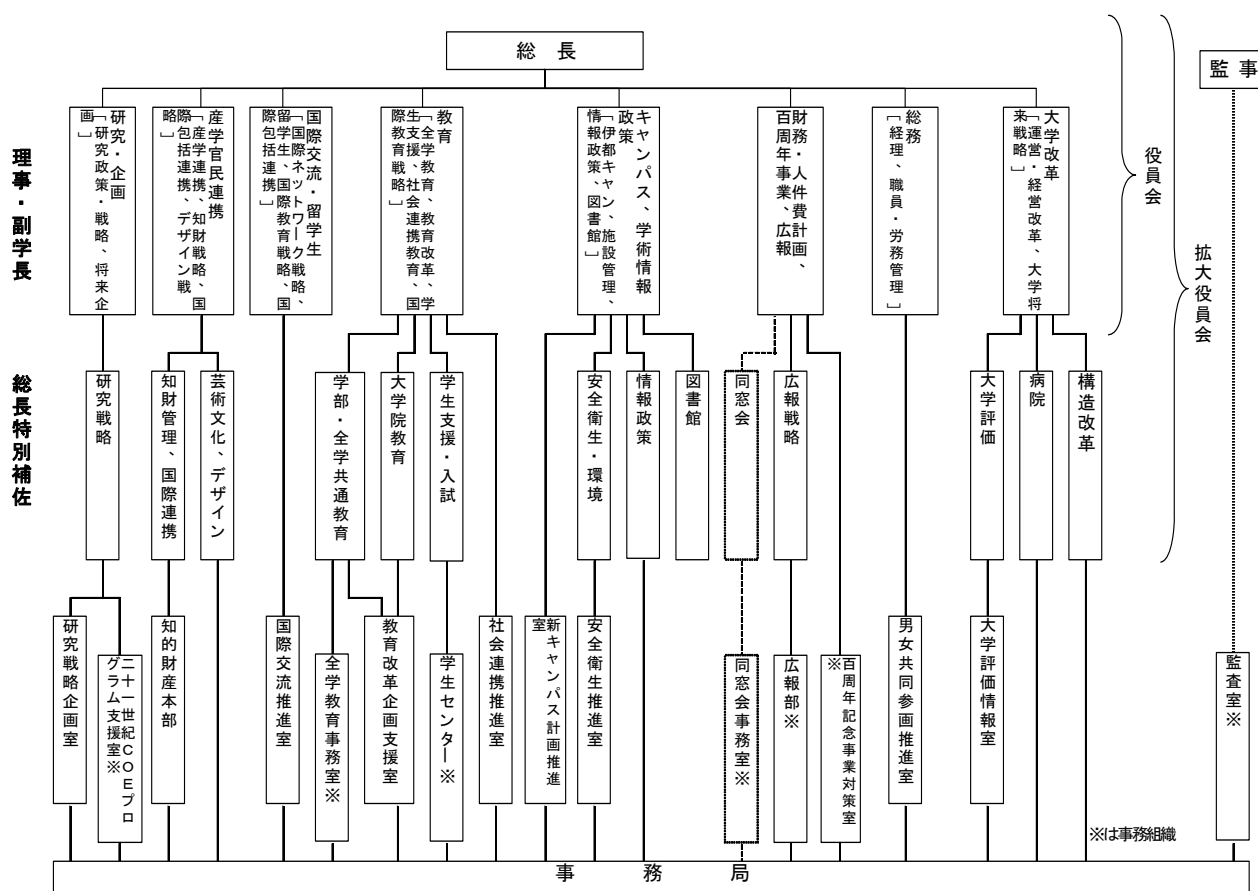 総長
監事
役員会
拡大役員会
理事・副学長
研究・企画
[研究政策・戦略、将来企
画]
産学官民連携
[産学連携、知財戦略、国
際包括連携、デザイン戦
略]
国際交流・留学生
[国際ネットワーク戦略、
留学生、国際教育戦略、国
際包括連携]
教育
[全学教育、教育改革、学
生支援、社会連携教育、国
際教育戦略]
キャンパス、学術情報
政策
[伊都キャン、施設管理、
情報政策、図書館]
財務・人件費計画、
百周年事業、広報
総務
[経理、職員・労務管理]
大学改革
[運営・経営改革、大学将
来戦略]
総長特別補佐
研究戦略
知財管理、国際連携
芸術文化、デザイン
学部・全学共通教育
大学院教育
学生支援・入試
安全衛生・環境
情報政策
図書館
同窓会
広報戦略
大学評価
病院
構造改革
研究戦略企画室
二十一世紀COEプロ
グラム支援室※
知的財産本部
国際交流推進室
全学教育事務室※
教育改革企画支援室
学生センター※
社会連携推進室
新キャンパス計画推進
室
安全衛生推進室
同窓会事務室※
広報部※
百周年記念事業対策室
※
男女共同参画推進室
大学評価情報室
監査室※
※は事務組織
事務局